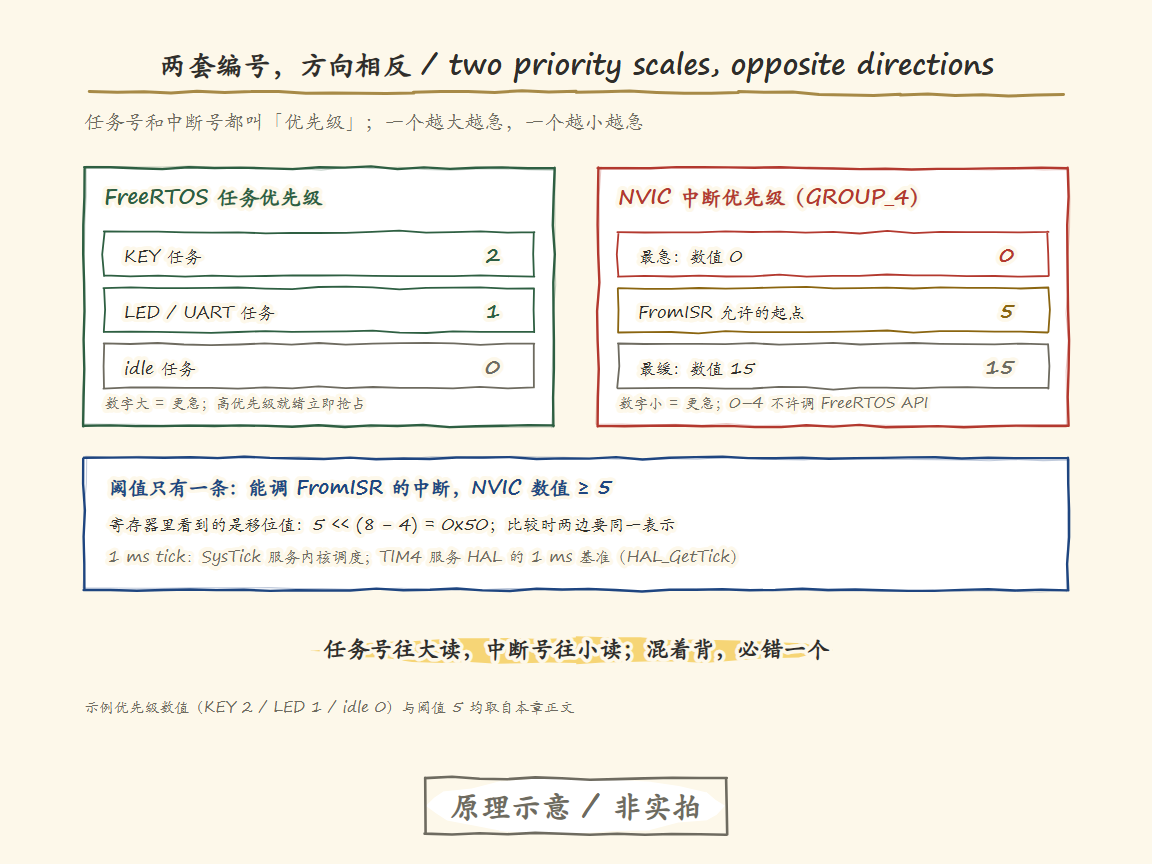 两套编号，方向相反 / two priority scales, opposite directions
任务号和中断号都叫「优先级」；一个越大越急，一个越小越急
FreeRTOS 任务优先级
KEY 任务 2
LED / UART 任务 1
idle 任务 0
数字大 = 更急；高优先级就绪立即抢占
NVIC 中断优先级（GROUP_4）
最急：数值 0 0
FromISR 允许的起点 5
最缓：数值 15 15
数字小 = 更急；0–4 不许调 FreeRTOS API
阈值只有一条：能调 FromISR 的中断，NVIC 数值 ≥ 5
寄存器里看到的是移位值：5 << (8 − 4) = 0x50；比较时两边要同一表示
1 ms tick：SysTick 服务内核调度；TIM4 服务 HAL 的 1 ms 基准（HAL_GetTick）
任务号往大读，中断号往小读；混着背，必错一个
示例优先级数值（KEY 2 / LED 1 / idle 0）与阈值 5 均取自本章正文
原理示意 / 非实拍